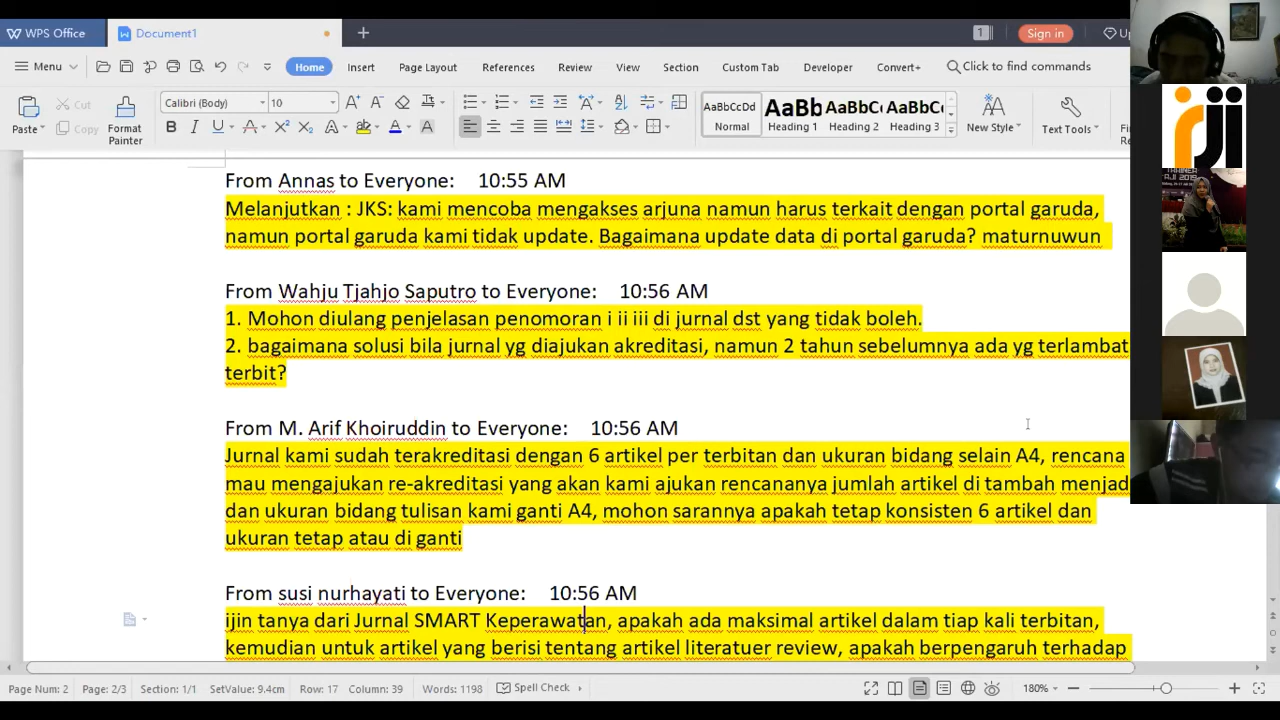 WPS Office
Document1
1
Sign in
Menu
Home
Insert
Page Layout
References
Review
View
Section
Custom Tab
Developer
Convert+
Click to find commands
Paste
Cut
Copy
Format
Painter
Calibri (Body)
10
AaBbCcDd
Normal
AaBb
Heading 1
AaBbC
Heading 2
AaBbC
Heading 3
New Style
Text Tools
From Annas to Everyone: 10:55 AM
Melanjutkan : JKS: kami mencoba mengakses arjuna namun harus terkait dengan portal garuda,
namun portal garuda kami tidak update. Bagaimana update data di portal garuda? maturnuwun
From Wahju Tjahjo Saputro to Everyone: 10:56 AM
1. Mohon diulang penjelasan penomoran i ii iii di jurnal dst yang tidak boleh.
2. bagaimana solusi bila jurnal yg diajukan akreditasi, namun 2 tahun sebelumnya ada yg terlambat
terbit?
From M. Arif Khoiruddin to Everyone: 10:56 AM
Jurnal kami sudah terakreditasi dengan 6 artikel per terbitan dan ukuran bidang selain A4, rencana
mau mengajukan re-akreditasi yang akan kami ajukan rencananya jumlah artikel di tambah menjad
dan ukuran bidang tulisan kami ganti A4, mohon sarannya apakah tetap konsisten 6 artikel dan
ukuran tetap atau di ganti
From susi nurhayati to Everyone: 10:56 AM
ijin tanya dari Jurnal SMART Keperawatan, apakah ada maksimal artikel dalam tiap kali terbitan,
kemudian untuk artikel yang berisi tentang artikel literatuer review, apakah berpengaruh terhadap
Page Num: 2
Page: 2/3
Section: 1/1
SetValue: 9.4cm
Row: 17
Column: 39
Words: 1198
Spell Check
180%